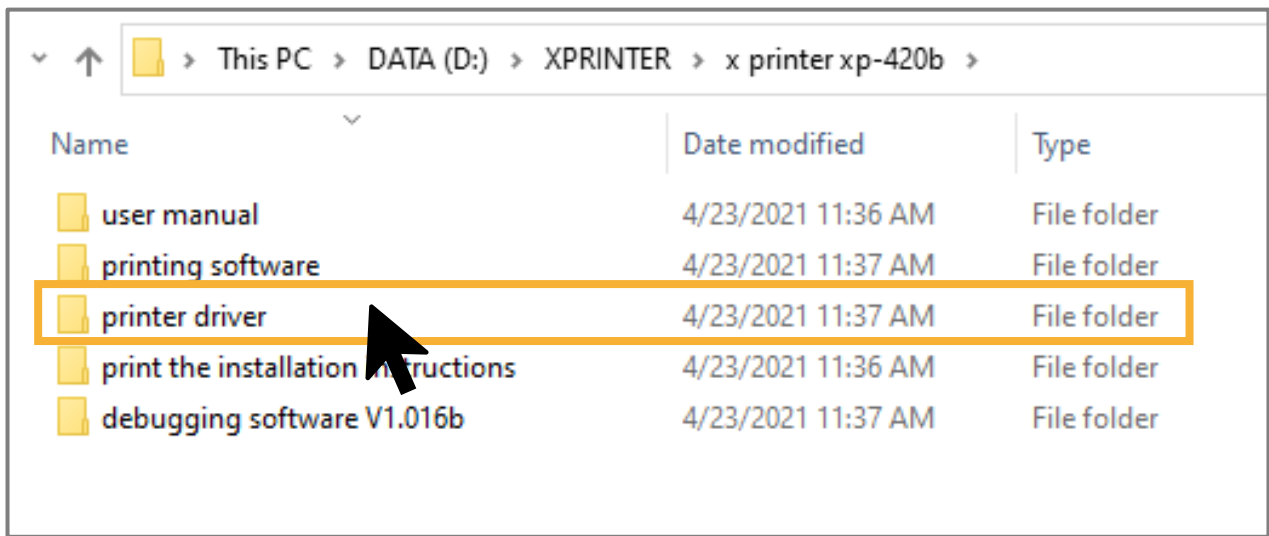 This PC > DATA (D:) > XPRINTER > x printer xp-420b >
Name Date modified Type
user manual 4/23/2021 11:36 AM File folder
printing software 4/23/2021 11:37 AM File folder
printer driver 4/23/2021 11:37 AM File folder
print the installation instructions 4/23/2021 11:36 AM File folder
debugging software V1.016b 4/23/2021 11:37 AM File folder